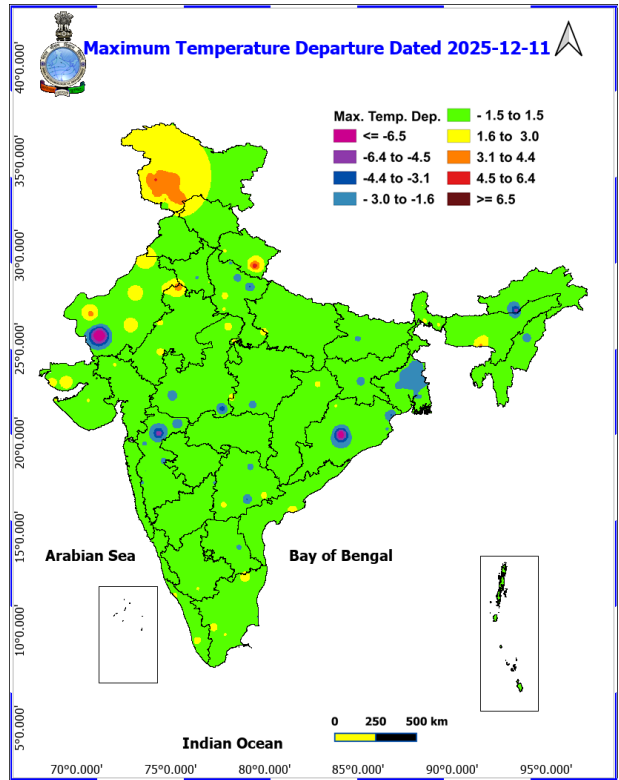 Maximum Temperature Departure Dated 2025-12-11
Max. Temp. Dep.
<= -6.5
-6.4 to -4.5
-4.4 to -3.1
- 3.0 to -1.6
- 1.5 to 1.5
1.6 to 3.0
3.1 to 4.4
4.5 to 6.4
>= 6.5
40°0.000'
35°0.000'
30°0.000'
25°0.000'
20°0.000'
15°0.000'
10°0.000'
5°0.000'
Arabian Sea
Bay of Bengal
Indian Ocean
0 250 500 km
70°0.000' 75°0.000' 80°0.000' 85°0.000' 90°0.000' 95°0.000'